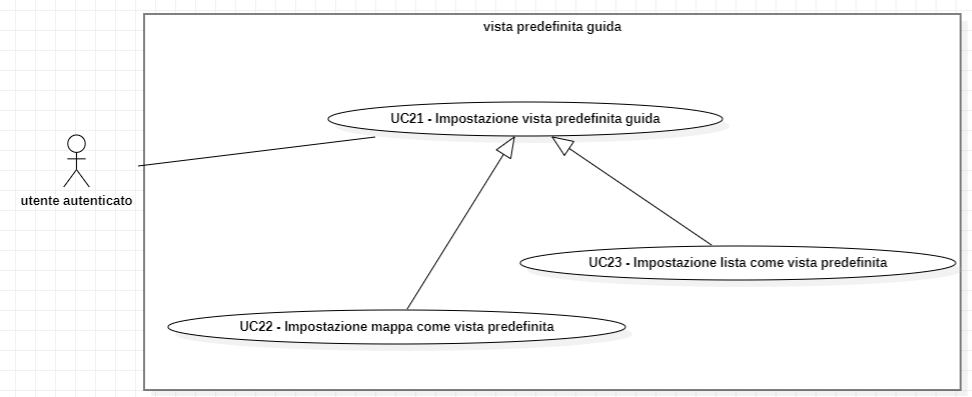 vista predefinita guida
UC21 - Impostazione vista predefinita guida
utente autenticato
UC23 - Impostazione lista come vista predefinita
UC22 - Impostazione mappa come vista predefinita